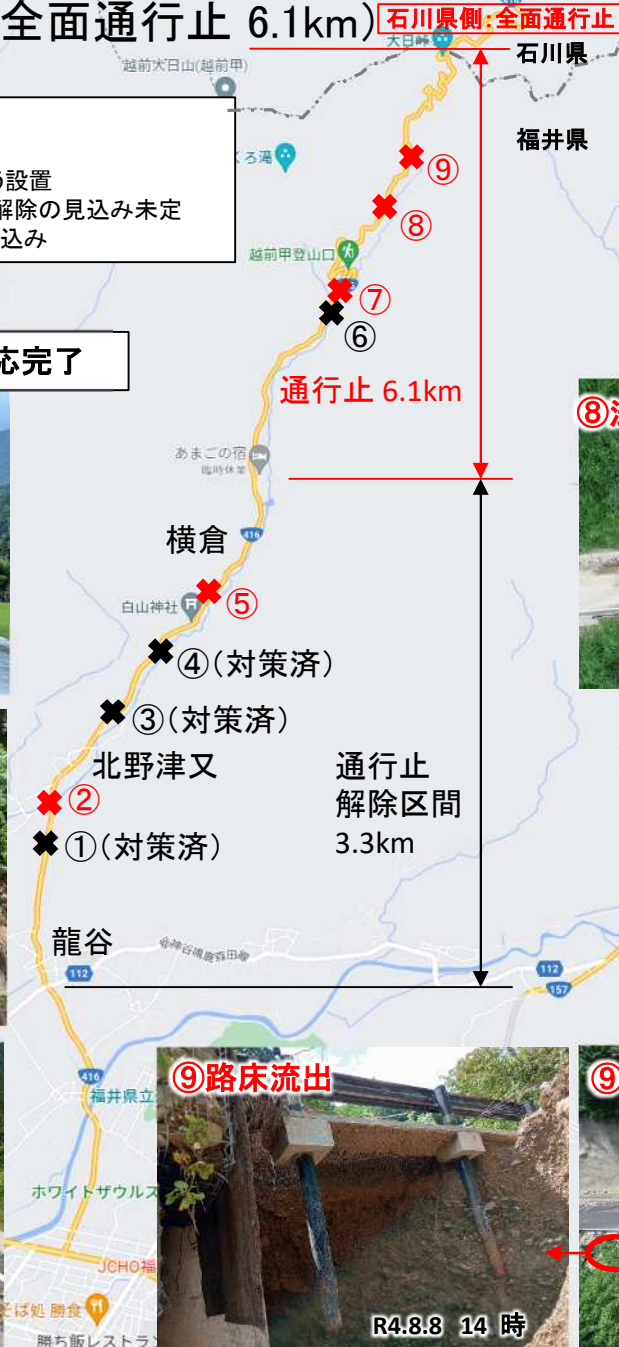 全面通行止 6.1km)
石川県側:全面通行止
大日峠
石川県
越前大日山(越前甲)
福井県
設置
解除の見込み未定
込み
ろ滝
⑨
⑧
越前甲登山口
⑦
⑥
応完了
通行止 6.1km
⑧
あまごの宿
臨時休業
416
横倉
白山神社
⑤
④(対策済)
③(対策済)
北野津又
②
①(対策済)
通行止
解除区間
3.3km
龍谷
112
112
157
416
福井県立
ホワイトザウルス
JCHO福
そば処 勝食
勝ち飯レストラン
⑨路床流出
R4.8.8 14 時
⑨